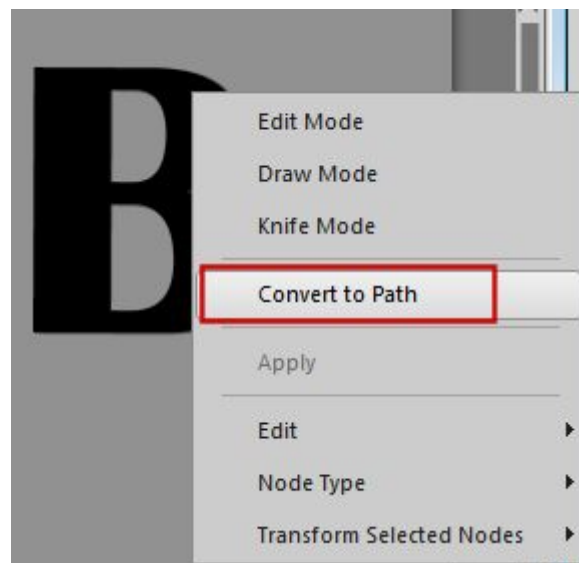 B
Edit Mode
Draw Mode
Knife Mode
Convert to Path
Apply
Edit
Node Type
Transform Selected Nodes